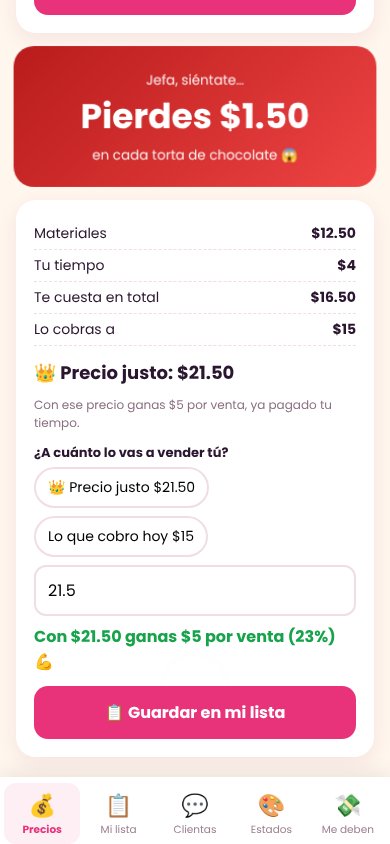 Jefa, siéntate...
Pierdes $1.50
en cada torta de chocolate 😱
Materiales $12.50
Tu tiempo $4
Te cuesta en total $16.50
Lo cobras a $15
👑 Precio justo: $21.50
Con ese precio ganas $5 por venta, ya pagado tu
tiempo.
¿A cuánto lo vas a vender tú?
👑 Precio justo $21.50
Lo que cobro hoy $15
21.5
Con $21.50 ganas $5 por venta (23%)
💪
📋 Guardar en mi lista
Precios Mi lista Clientas Estados Me deben